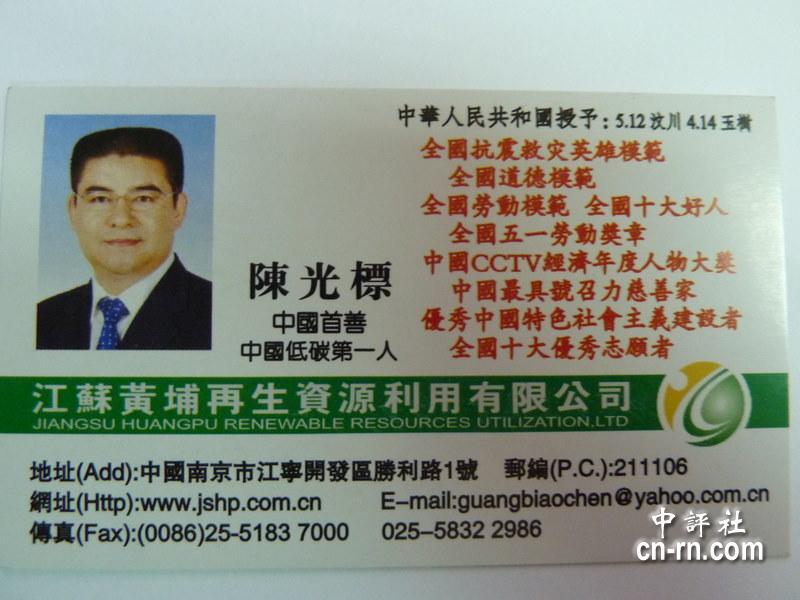 中華人民共和國授予：5.12 汶川 4.14 玉樹
全國抗震救灾英雄模範
全國道德模範
全國勞動模範 全國十大好人
全國五一勞動獎章
中國CCTV經濟年度人物大獎
中國最具號召力慈善家
優秀中國特色社會主義建設者
全國十大優秀志願者
陳光標
中國首善
中國低碳第一人
江蘇黃埔再生資源利用有限公司
JIANGSU HUANGPU RENEWABLE RESOURCES UTILIZATION,LTD
地址(Add):中國南京市江寧開發區勝利路1號 郵編(P.C.):211106
網址(Http):www.jshp.com.cn E-mail:guangbiaochen@yahoo.com.cn
傳真(Fax):(0086)25-5183 7000 025-5832 2986
中評社
cn-rn.com